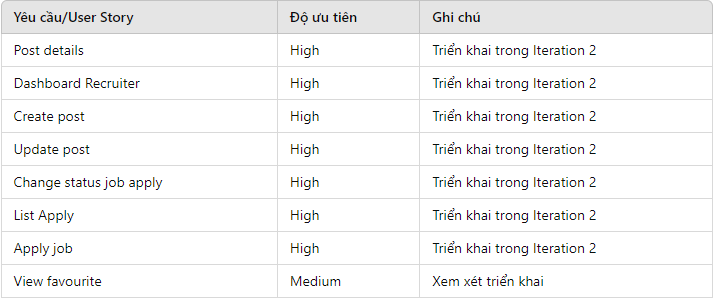 Yêu cầu/User Story Độ ưu tiên Ghi chú
Post details High Triển khai trong Iteration 2
Dashboard Recruiter High Triển khai trong Iteration 2
Create post High Triển khai trong Iteration 2
Update post High Triển khai trong Iteration 2
Change status job apply High Triển khai trong Iteration 2
List Apply High Triển khai trong Iteration 2
Apply job High Triển khai trong Iteration 2
View favourite Medium Xem xét triển khai